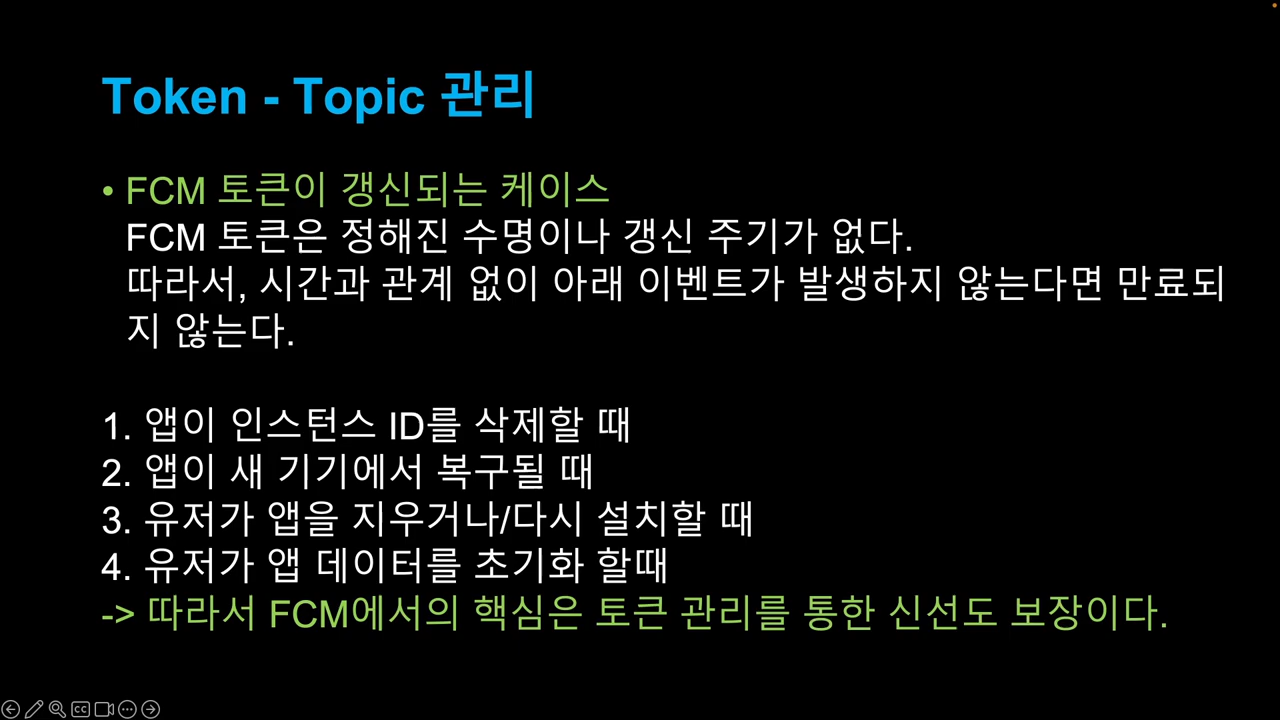 Token - Topic 관리
• FCM 토큰이 갱신되는 케이스
FCM 토큰은 정해진 수명이나 갱신 주기가 없다.
따라서, 시간과 관계 없이 아래 이벤트가 발생하지 않는다면 만료되
지 않는다.
1. 앱이 인스턴스 ID를 삭제할 때
2. 앱이 새 기기에서 복구될 때
3. 유저가 앱을 지우거나/다시 설치할 때
4. 유저가 앱 데이터를 초기화 할때
-> 따라서 FCM에서의 핵심은 토큰 관리를 통한 신선도 보장이다.
CC